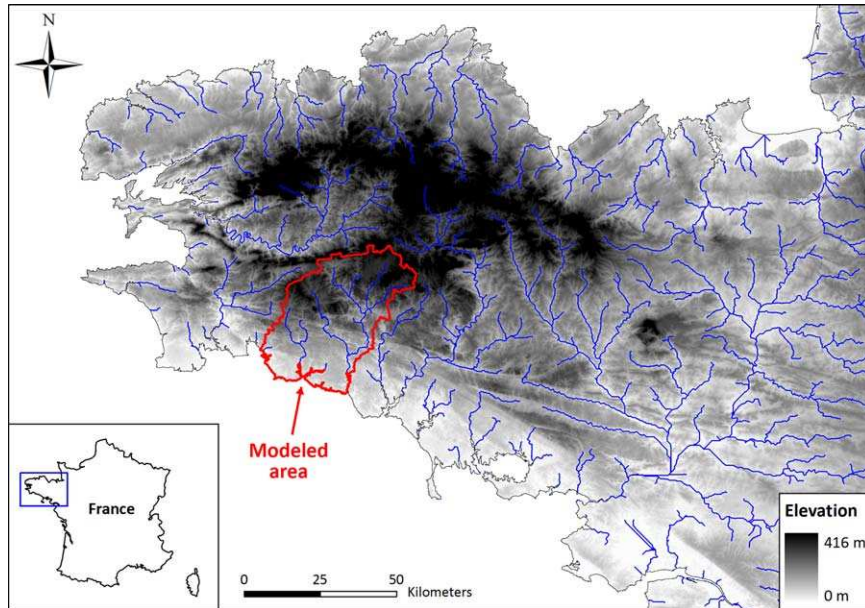 N
Modeled
area
France
0 25 50
Kilometers
Elevation
416 m
0 m